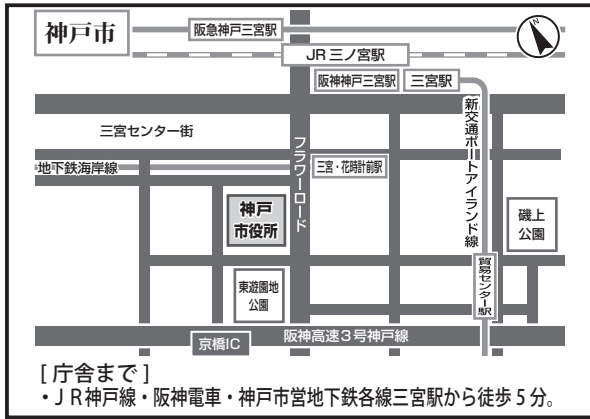 神戸市
阪急神戸三宮駅
N
JR 三ノ宮駅
阪神神戸三宮駅
三宮駅
三宮センター街
新交通ポートアイランド線
フラワーロード
地下鉄海岸線
三宮・花時計前駅
神戸
市役所
磯上
公園
東遊園地
公園
貿易センター駅
京橋IC
阪神高速3号神戸線
[ 庁舎まで ]
・ＪＲ神戸線・阪神電車・神戸市営地下鉄各線三宮駅から徒歩５分。